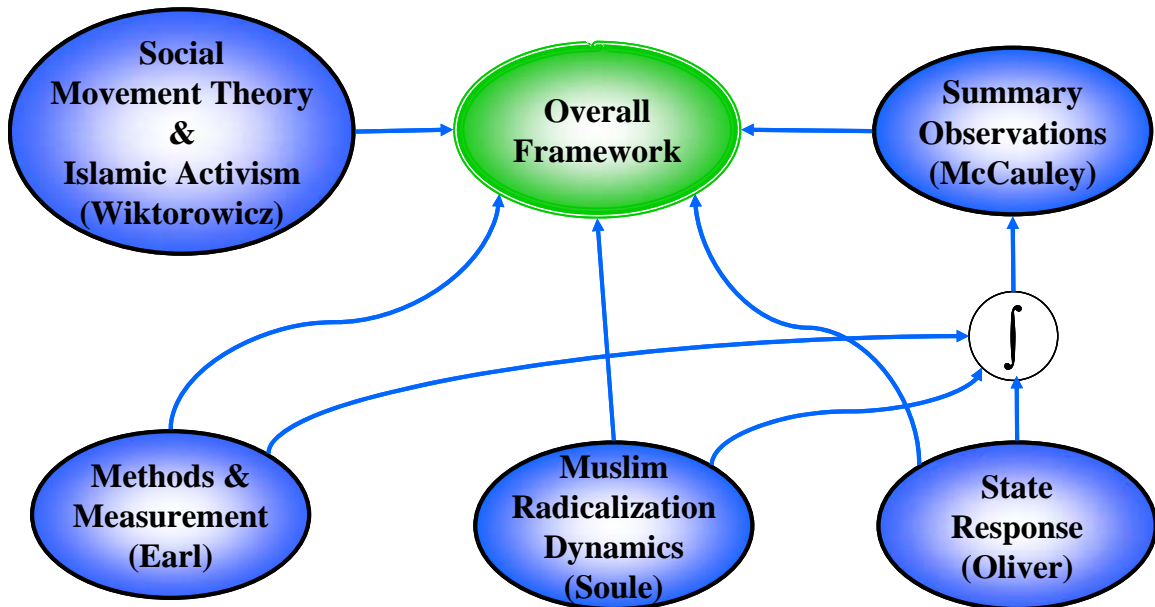 Social
Movement Theory
&
Islamic Activism
(Wiktorowicz)
Overall
Framework
Summary
Observations
(McCauley)
∫
Methods &
Measurement
(Earl)
Muslim
Radicalization
Dynamics
(Soule)
State
Response
(Oliver)